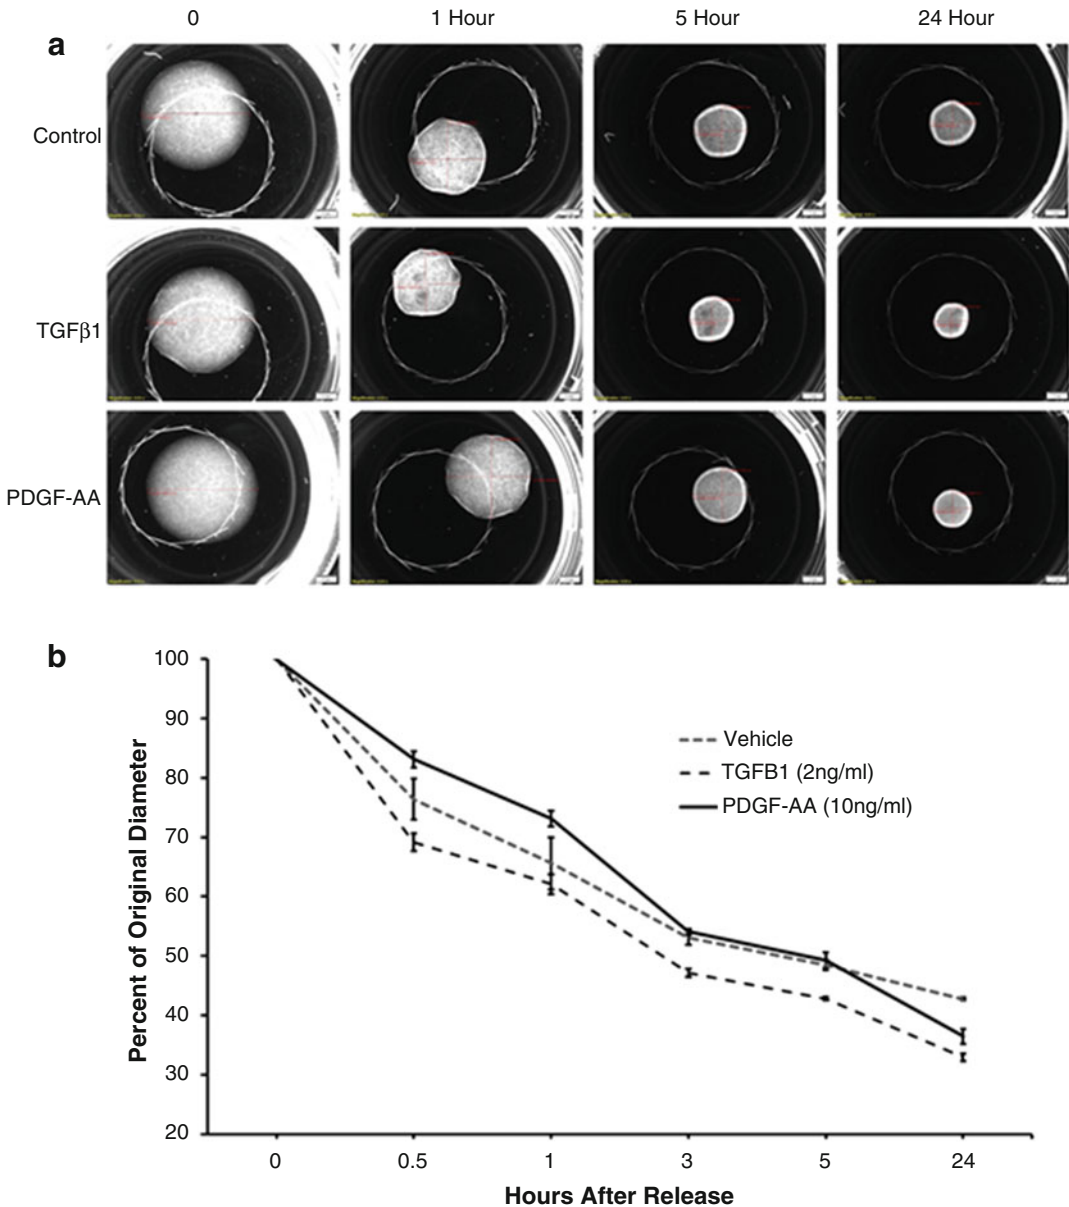 0 1 Hour 5 Hour 24 Hour
a
Control
TGFβ1
PDGF-AA
b
100
90
80
70
60
50
40
30
20
Percent of Original Diameter
Vehicle
TGFB1 (2ng/ml)
PDGF-AA (10ng/ml)
0 0.5 1 3 5 24
Hours After Release